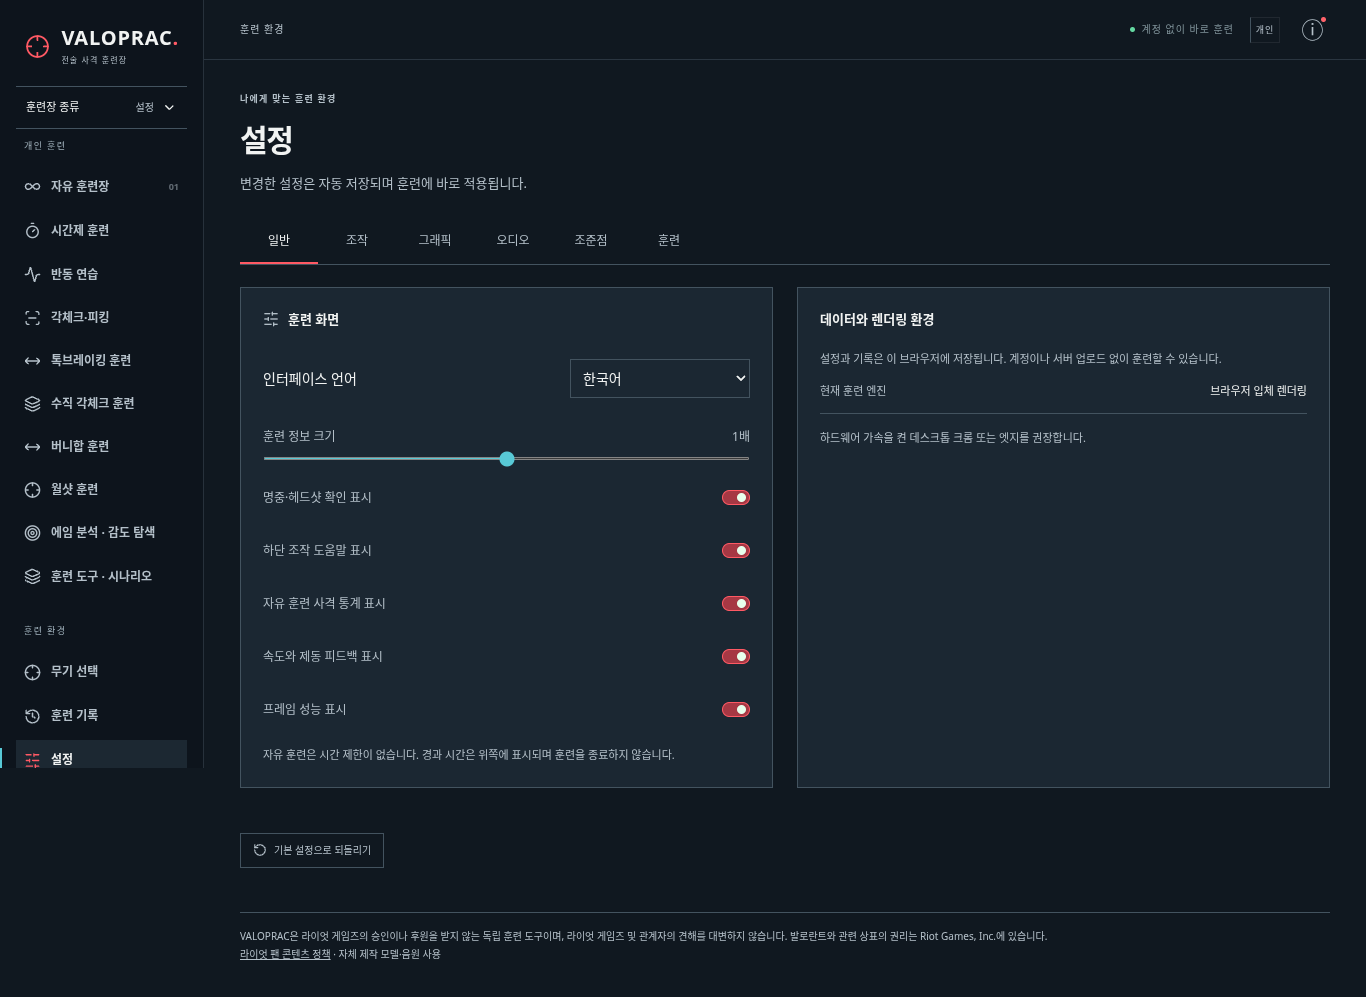 VALOPRAC.
전술 사격 훈련장
훈련장 종류 설정
개인 훈련
자유 훈련장 01
시간제 훈련
반동 연습
각체크·피킹
톡브레이킹 훈련
수직 각체크 훈련
버니합 훈련
월샷 훈련
에임 분석 · 감도 탐색
훈련 도구 · 시나리오
훈련 환경
무기 선택
훈련 기록
설정
훈련 환경
계정 없이 바로 훈련
개인
나에게 맞는 훈련 환경
설정
변경한 설정은 자동 저장되며 훈련에 바로 적용됩니다.
일반 조작 그래픽 오디오 조준점 훈련
훈련 화면
인터페이스 언어 한국어
훈련 정보 크기 1배
명중·헤드샷 확인 표시
하단 조작 도움말 표시
자유 훈련 사격 통계 표시
속도와 제동 피드백 표시
프레임 성능 표시
자유 훈련은 시간 제한이 없습니다. 경과 시간은 위쪽에 표시되며 훈련을 종료하지 않습니다.
데이터와 렌더링 환경
설정과 기록은 이 브라우저에 저장됩니다. 계정이나 서버 업로드 없이 훈련할 수 있습니다.
현재 훈련 엔진 브라우저 입체 렌더링
하드웨어 가속을 켠 데스크톱 크롬 또는 엣지를 권장합니다.
기본 설정으로 되돌리기
VALOPRAC은 라이엇 게임즈의 승인이나 후원을 받지 않는 독립 훈련 도구이며, 라이엇 게임즈 및 관계자의 견해를 대변하지 않습니다. 발로란트와 관련 상표의 권리는 Riot Games, Inc.에 있습니다.
라이엇 팬 콘텐츠 정책 · 자체 제작 모델·음원 사용